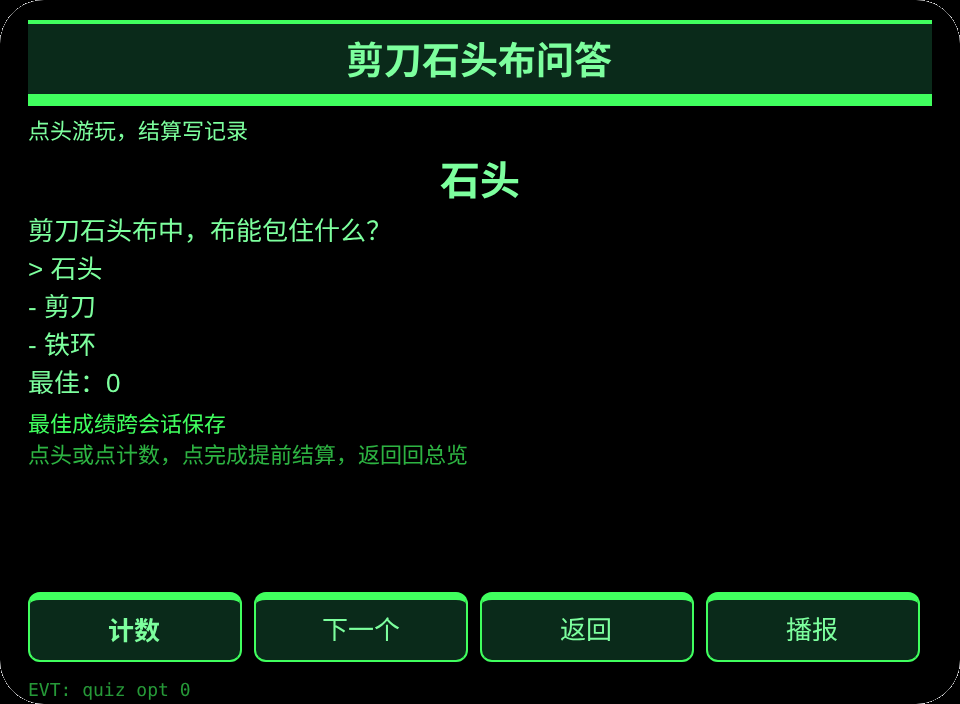 剪刀石头布问答
点头游玩，结算写记录
石头
剪刀石头布中，布能包住什么？
> 石头
- 剪刀
- 铁环
最佳：0
最佳成绩跨会话保存
点头或点计数，点完成提前结算，返回回总览
计数 下一个 返回 播报
EVT: quiz opt 0